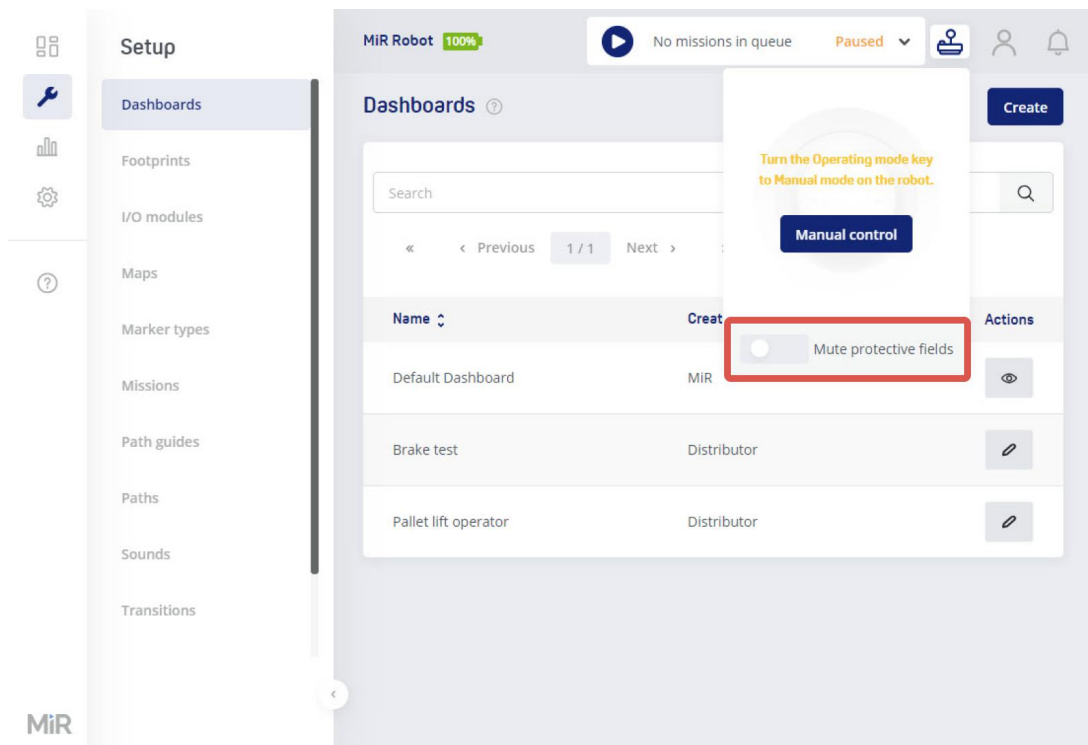 Setup
Dashboards
Footprints
I/O modules
Maps
Marker types
Missions
Path guides
Paths
Sounds
Transitions
MiR
MiR Robot 100%
No missions in queue Paused
Dashboards
Create
Turn the Operating mode key
to Manual mode on the robot.
Manual control
Mute protective fields
Search
« ‹ Previous 1 / 1 Next ›
Name Creat Actions
Default Dashboard MiR
Brake test Distributor
Pallet lift operator Distributor